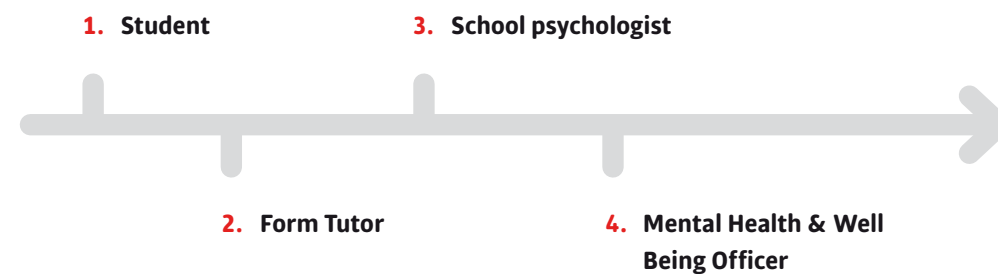 1. Student
3. School psychologist
2. Form Tutor
4. Mental Health & Well
Being Officer